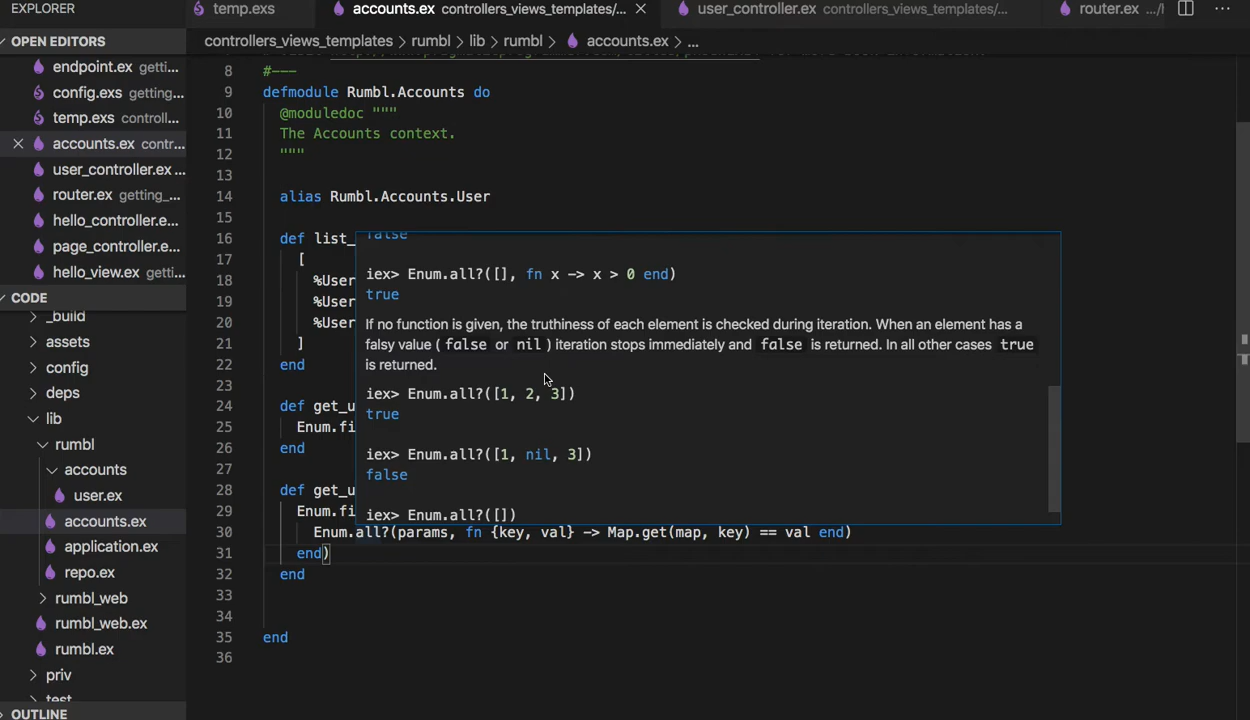 EXPLORER
temp.exs
accounts.ex controllers_views_templates/...
user_controller.ex controllers_views_templates/...
router.ex .../
OPEN EDITORS
controllers_views_templates > rumbl > lib > rumbl > accounts.ex > ...
endpoint.ex getti...
config.exs getting...
temp.exs controll...
accounts.ex contr...
user_controller.ex ...
router.ex getting_...
hello_controller.e...
page_controller.e...
hello_view.ex getti...
CODE
_build
assets
config
deps
lib
rumbl
accounts
user.ex
accounts.ex
application.ex
repo.ex
rumbl_web
rumbl_web.ex
rumbl.ex
priv
test
OUTLINE
8 #---
9 defmodule Rumbl.Accounts do
10 @moduledoc """
11 The Accounts context.
12 """
13
14 alias Rumbl.Accounts.User
15
16 def list_
17 [
18 %User
19 %User
20 %User
21 ]
22 end
23
24 def get_u
25 Enum.fi
26 end
27
28 def get_u
29 Enum.fi
30 Enum.all?(params, fn {key, val} -> Map.get(map, key) == val end)
31 end)
32 end
33
34
35 end
36
false
iex> Enum.all?([], fn x -> x > 0 end)
true
If no function is given, the truthiness of each element is checked during iteration. When an element has a
falsy value ( false or nil ) iteration stops immediately and false is returned. In all other cases true
is returned.
iex> Enum.all?([1, 2, 3])
true
iex> Enum.all?([1, nil, 3])
false
iex> Enum.all?([])